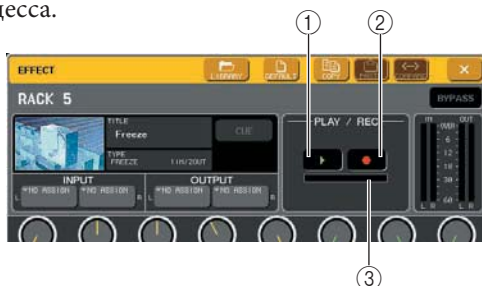 цесса.
① ②
EFFECT LIBRARY DEFAULT COPY PASTE COMPARE ×
RACK 5 BYPASS
TITLE
Freeze CUE
PLAY / REC
IN OUT
OVER
TYPE
FREEZE 1IN/2OUT
6
12
18
30
60
INPUT OUTPUT
L *NO ASSIGN *NO ASSIGN R L *NO ASSIGN *NO ASSIGN R
L R L R
③